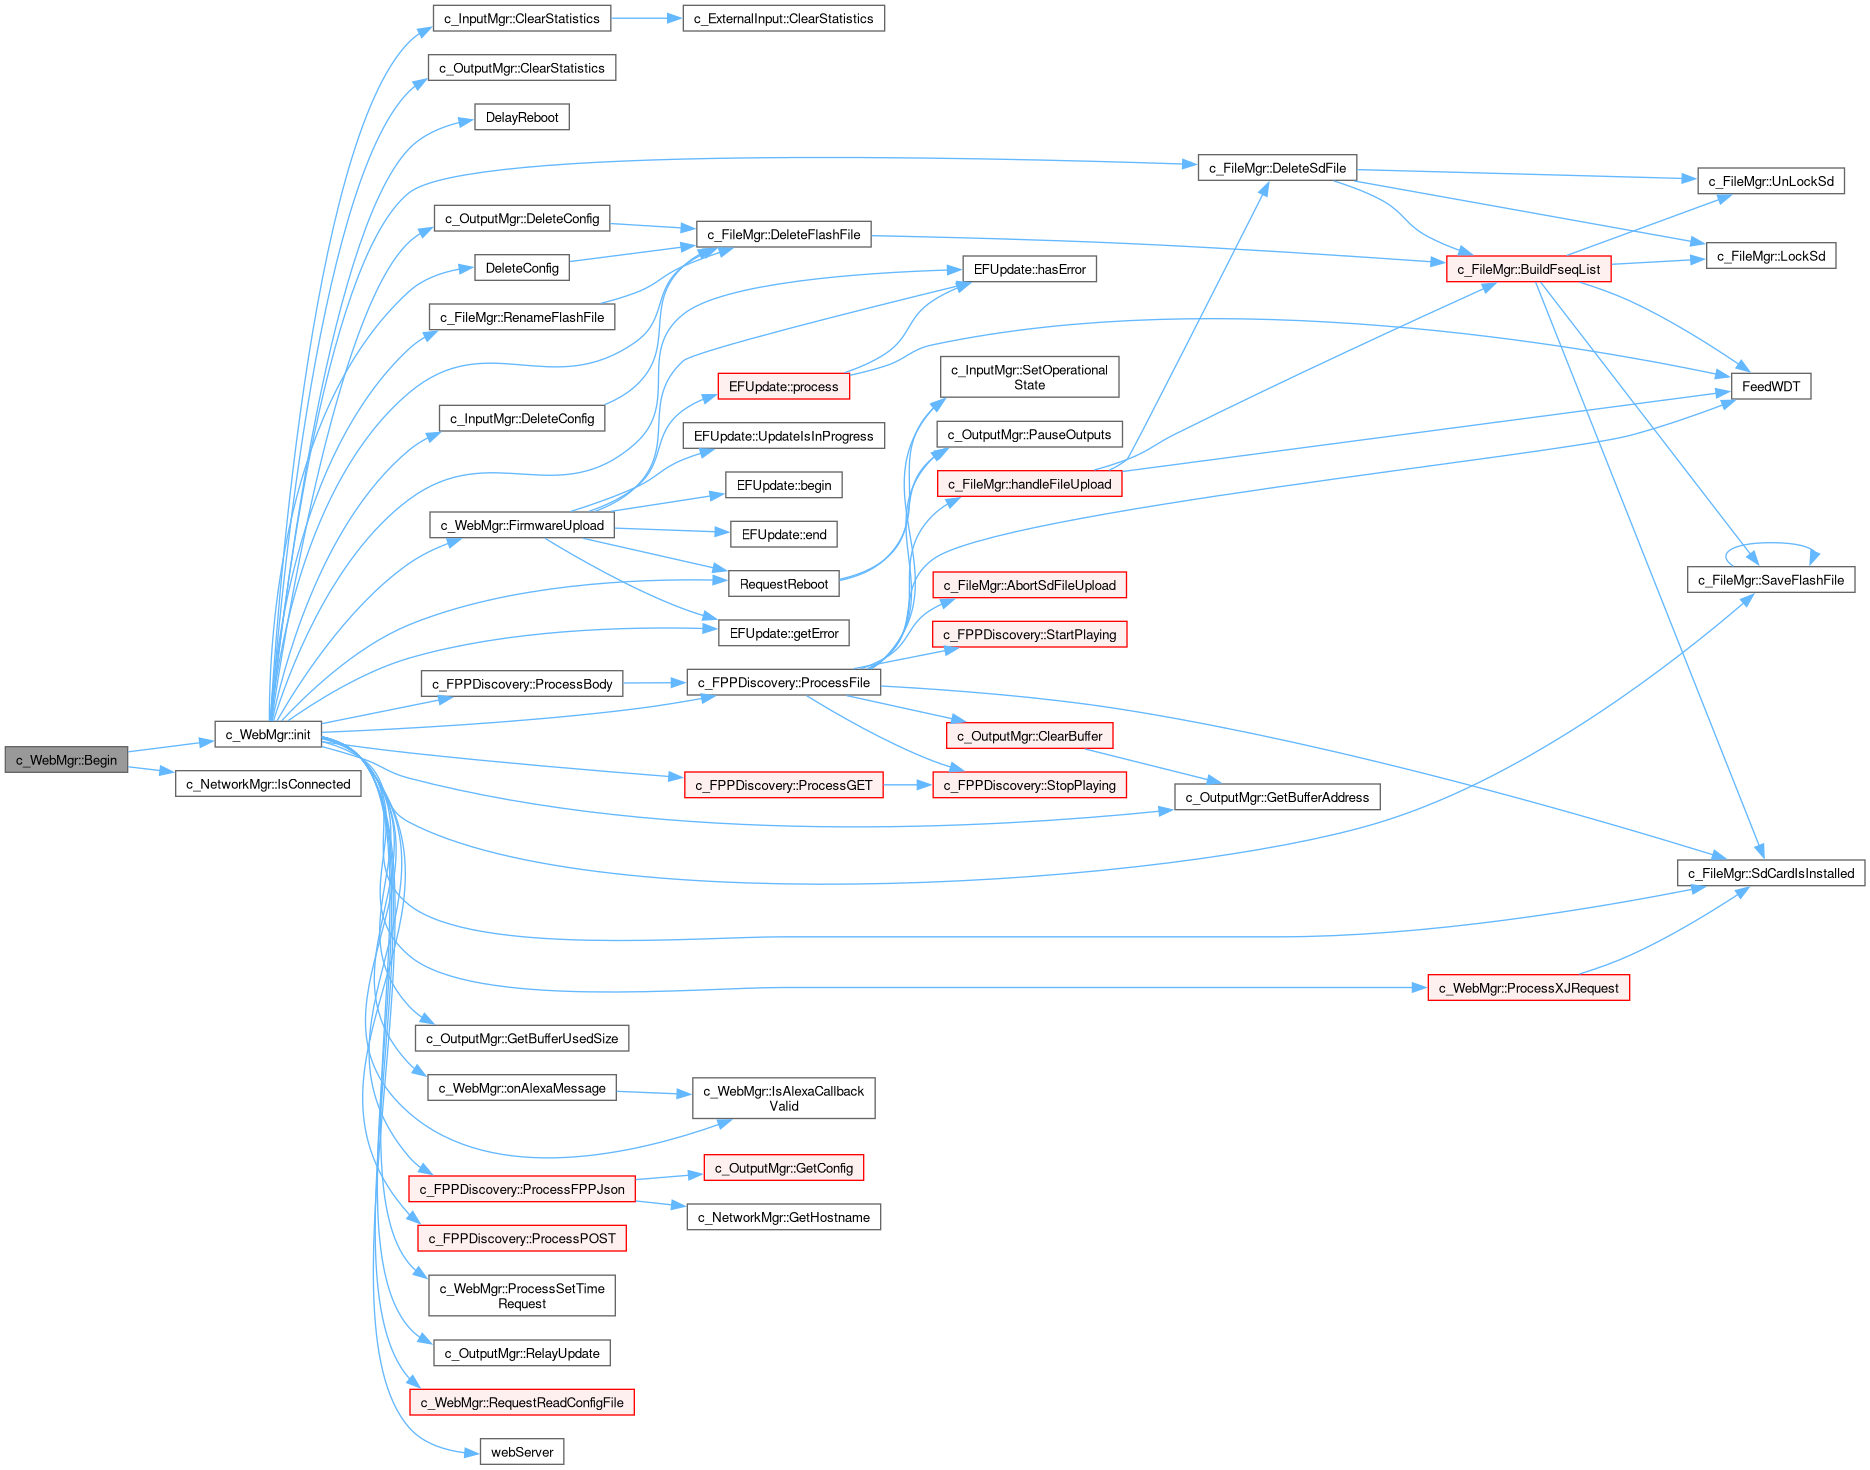 c_InputMgr::ClearStatistics
c_ExternalInput::ClearStatistics
c_OutputMgr::ClearStatistics
DelayReboot
c_FileMgr::DeleteSdFile
c_FileMgr::UnLockSd
c_OutputMgr::DeleteConfig
c_FileMgr::DeleteFlashFile
c_FileMgr::LockSd
DeleteConfig
EFUpdate::hasError
c_FileMgr::BuildFseqList
c_FileMgr::RenameFlashFile
c_InputMgr::SetOperational
State
EFUpdate::process
FeedWDT
c_InputMgr::DeleteConfig
EFUpdate::UpdateIsInProgress
c_OutputMgr::PauseOutputs
EFUpdate::begin
c_FileMgr::handleFileUpload
c_WebMgr::FirmwareUpload
EFUpdate::end
RequestReboot
c_FileMgr::AbortSdFileUpload
c_FileMgr::SaveFlashFile
EFUpdate::getError
c_FPPDiscovery::StartPlaying
c_FPPDiscovery::ProcessBody
c_FPPDiscovery::ProcessFile
c_WebMgr::init
c_OutputMgr::ClearBuffer
c_WebMgr::Begin
c_NetworkMgr::IsConnected
c_FPPDiscovery::ProcessGET
c_FPPDiscovery::StopPlaying
c_OutputMgr::GetBufferAddress
c_FileMgr::SdCardIsInstalled
c_WebMgr::ProcessXJRequest
c_OutputMgr::GetBufferUsedSize
c_WebMgr::onAlexaMessage
c_WebMgr::IsAlexaCallback
Valid
c_OutputMgr::GetConfig
c_FPPDiscovery::ProcessFPPJson
c_NetworkMgr::GetHostname
c_FPPDiscovery::ProcessPOST
c_WebMgr::ProcessSetTime
Request
c_OutputMgr::RelayUpdate
c_WebMgr::RequestReadConfigFile
webServer